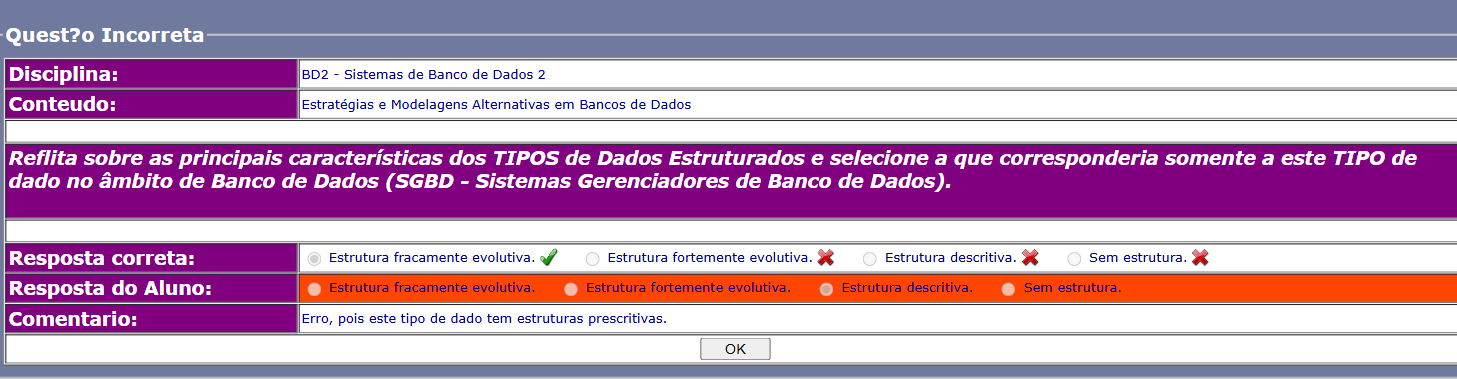 Quest?o Incorreta
Disciplina: BD2 - Sistemas de Banco de Dados 2
Conteudo: Estratégias e Modelagens Alternativas em Bancos de Dados
Reflita sobre as principais características dos TIPOS de Dados Estruturados e selecione a que corresponderia somente a este TIPO de
dado no âmbito de Banco de Dados (SGBD - Sistemas Gerenciadores de Banco de Dados).
Resposta correta: Estrutura fracamente evolutiva. Estrutura fortemente evolutiva. Estrutura descritiva. Sem estrutura.
Resposta do Aluno: Estrutura fracamente evolutiva. Estrutura fortemente evolutiva. Estrutura descritiva. Sem estrutura.
Comentario: Erro, pois este tipo de dado tem estruturas prescritivas.
OK